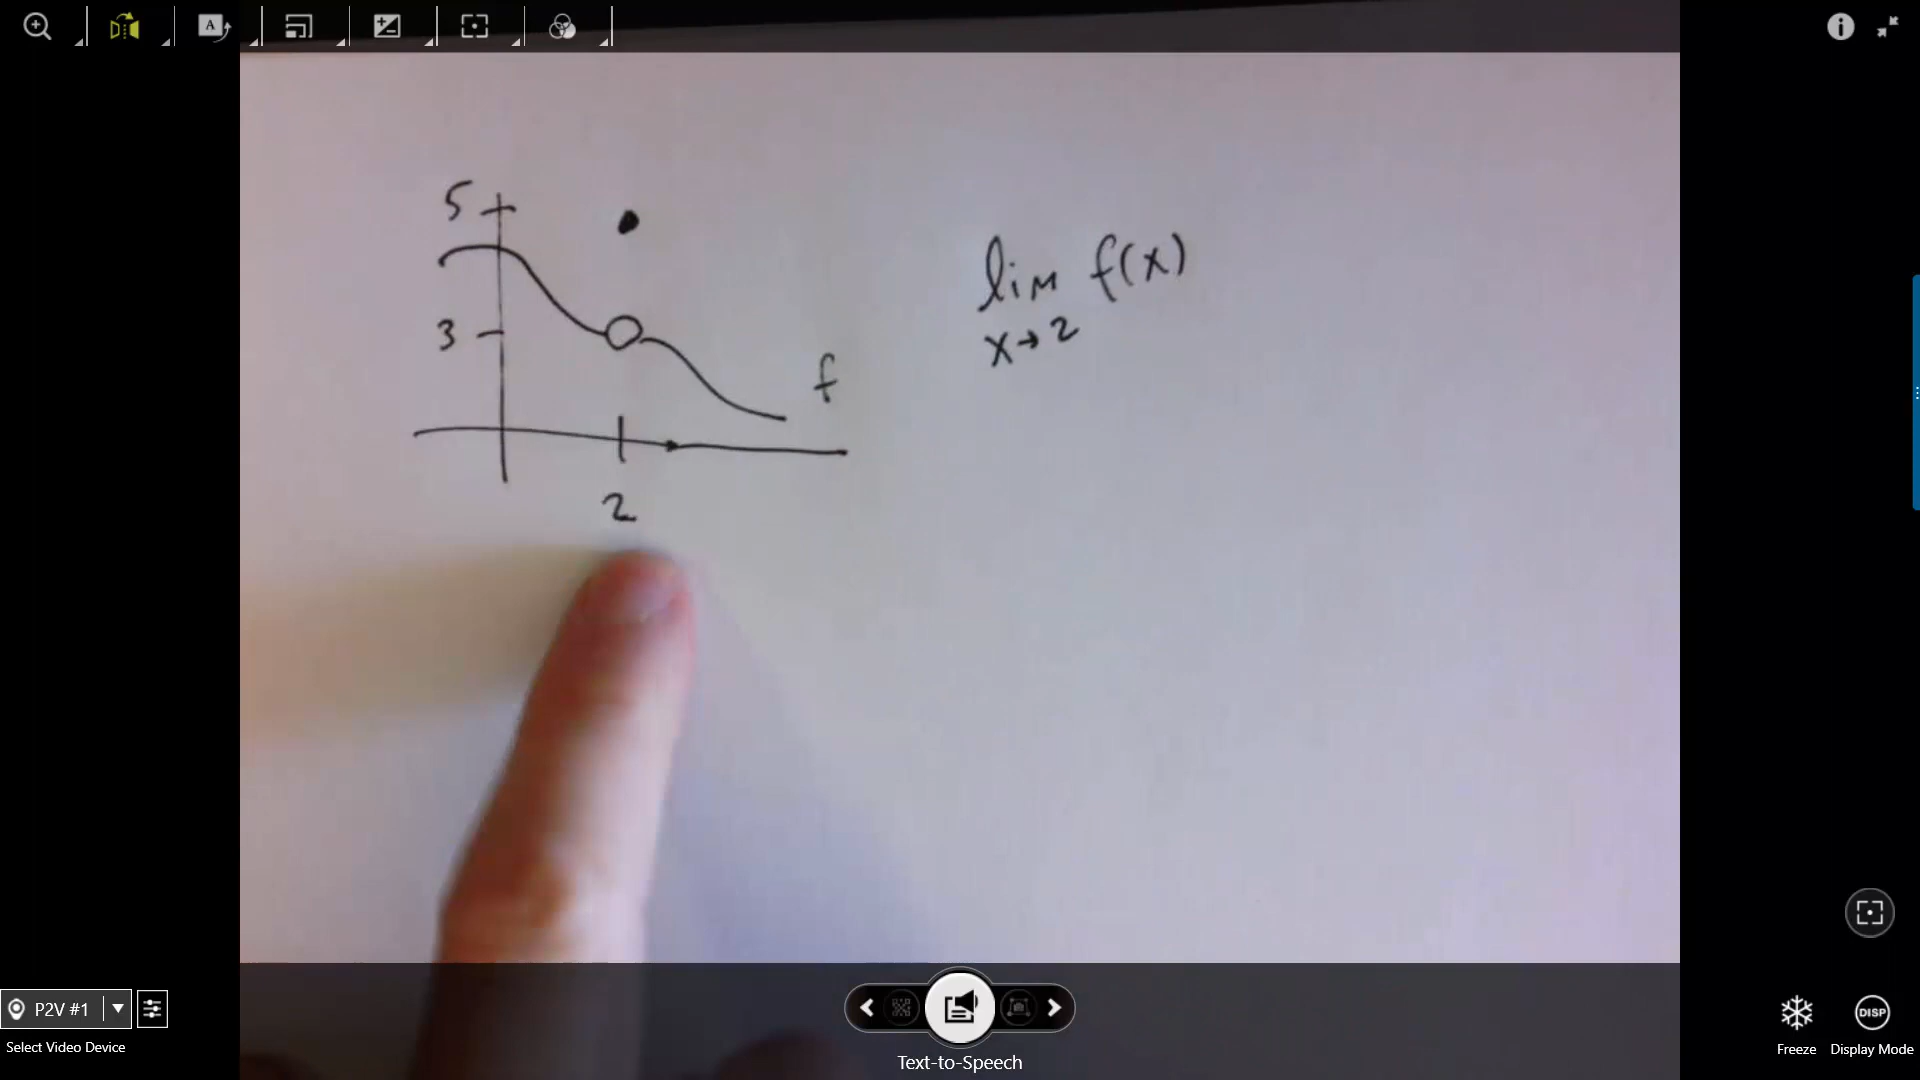 5
3
f
2
lim f(x)
x→2
P2V #1
Select Video Device
Text-to-Speech
DISP
Freeze
Display Mode